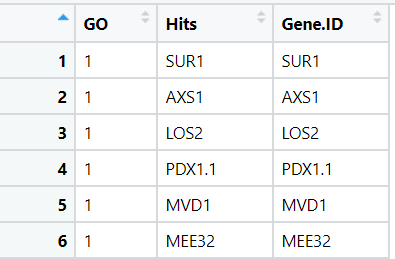 GO Hits Gene.ID
1 1 SUR1 SUR1
2 1 AXS1 AXS1
3 1 LOS2 LOS2
4 1 PDX1.1 PDX1.1
5 1 MVD1 MVD1
6 1 MEE32 MEE32